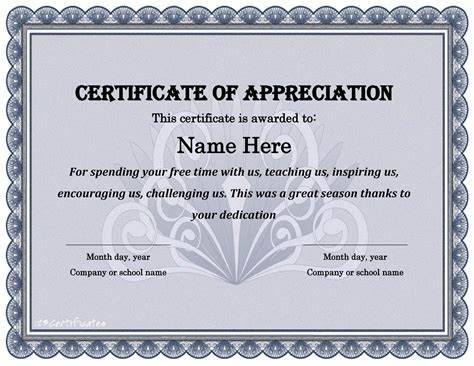 CERTIFICATE OF APPRECIATION
This certificate is awarded to:
Name Here
For spending your free time with us, teaching us, inspiring us,
encouraging us, challenging us. This was a great season thanks to
your dedication
Month day, year Month day, year
Company or school name Company or school name
123Certificates